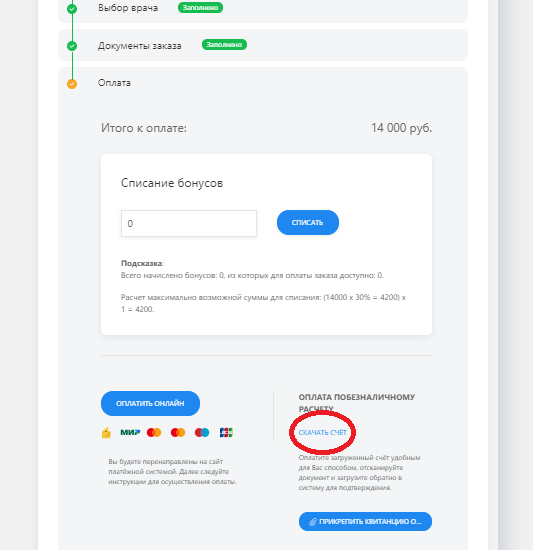 Выбор врача Заполнено
Документы заказа Заполнено
Оплата
Итого к оплате: 14 000 руб.
Списание бонусов
0 СПИСАТЬ
Подсказка:
Всего начислено бонусов: 0, из которых для оплаты заказа доступно: 0.
Расчет максимально возможной суммы для списания: (14000 x 30% = 4200) x
1 = 4200.
ОПЛАТИТЬ ОНЛАЙН
МИР
JCB
Вы будете перенаправлены на сайт
платёжной системой. Далее следуйте
инструкции для осуществления оплаты.
ОПЛАТА ПОБЕЗНАЛИЧНОМУ
РАСЧЕТУ
СКАЧАТЬ СЧЁТ
Оплатите загруженный счёт удобным
для Вас способом, отсканируйте
документ и загрузите обратно в
систему для подтверждения.
ПРИКРЕПИТЬ КВИТАНЦИЮ О...